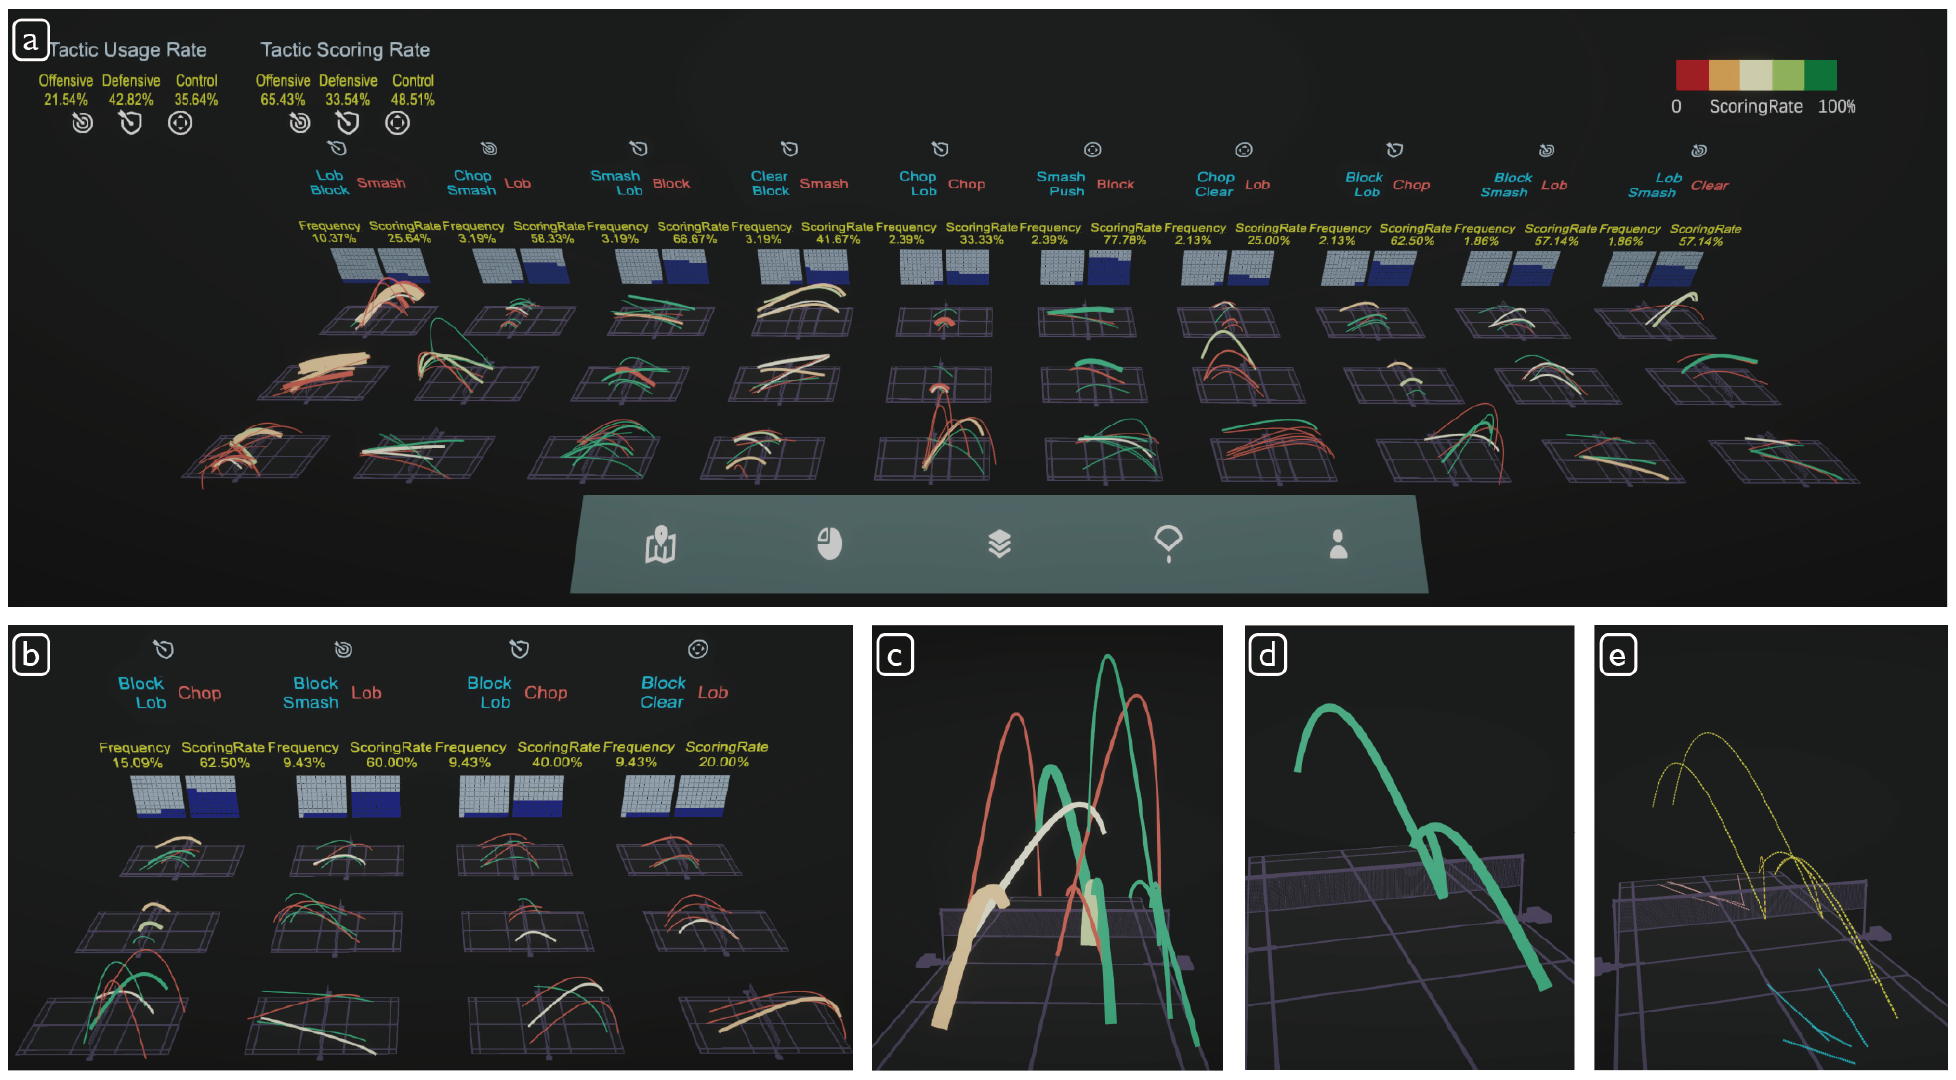 a
Tactic Usage Rate
Tactic Scoring Rate
Offensive Defensive Control
21.54% 42.82% 35.64%
Offensive Defensive Control
65.43% 33.54% 48.51%
0 ScoringRate 100%
Lob Block Smash
Chop Smash Lob
Smash Lob Block
Clear Block Smash
Chop Lob Chop
Smash Push Block
Chop Clear Lob
Block Lob Chop
Block Smash Lob
Lob Smash Clear
Frequency ScoringRate Frequency ScoringRate Frequency ScoringRate Frequency ScoringRate Frequency ScoringRate Frequency ScoringRate Frequency ScoringRate Frequency ScoringRate Frequency ScoringRate Frequency ScoringRate
10.37% 25.64% 3.19% 58.33% 3.19% 66.67% 3.19% 41.67% 2.39% 33.33% 2.39% 77.78% 2.13% 25.00% 2.13% 62.50% 1.86% 57.14% 1.86% 57.14%
b
Block Lob Chop
Block Smash Lob
Block Lob Chop
Block Clear Lob
Frequency ScoringRate Frequency ScoringRate Frequency ScoringRate Frequency ScoringRate
15.09% 62.50% 9.43% 60.00% 9.43% 40.00% 9.43% 20.00%
c
d
e